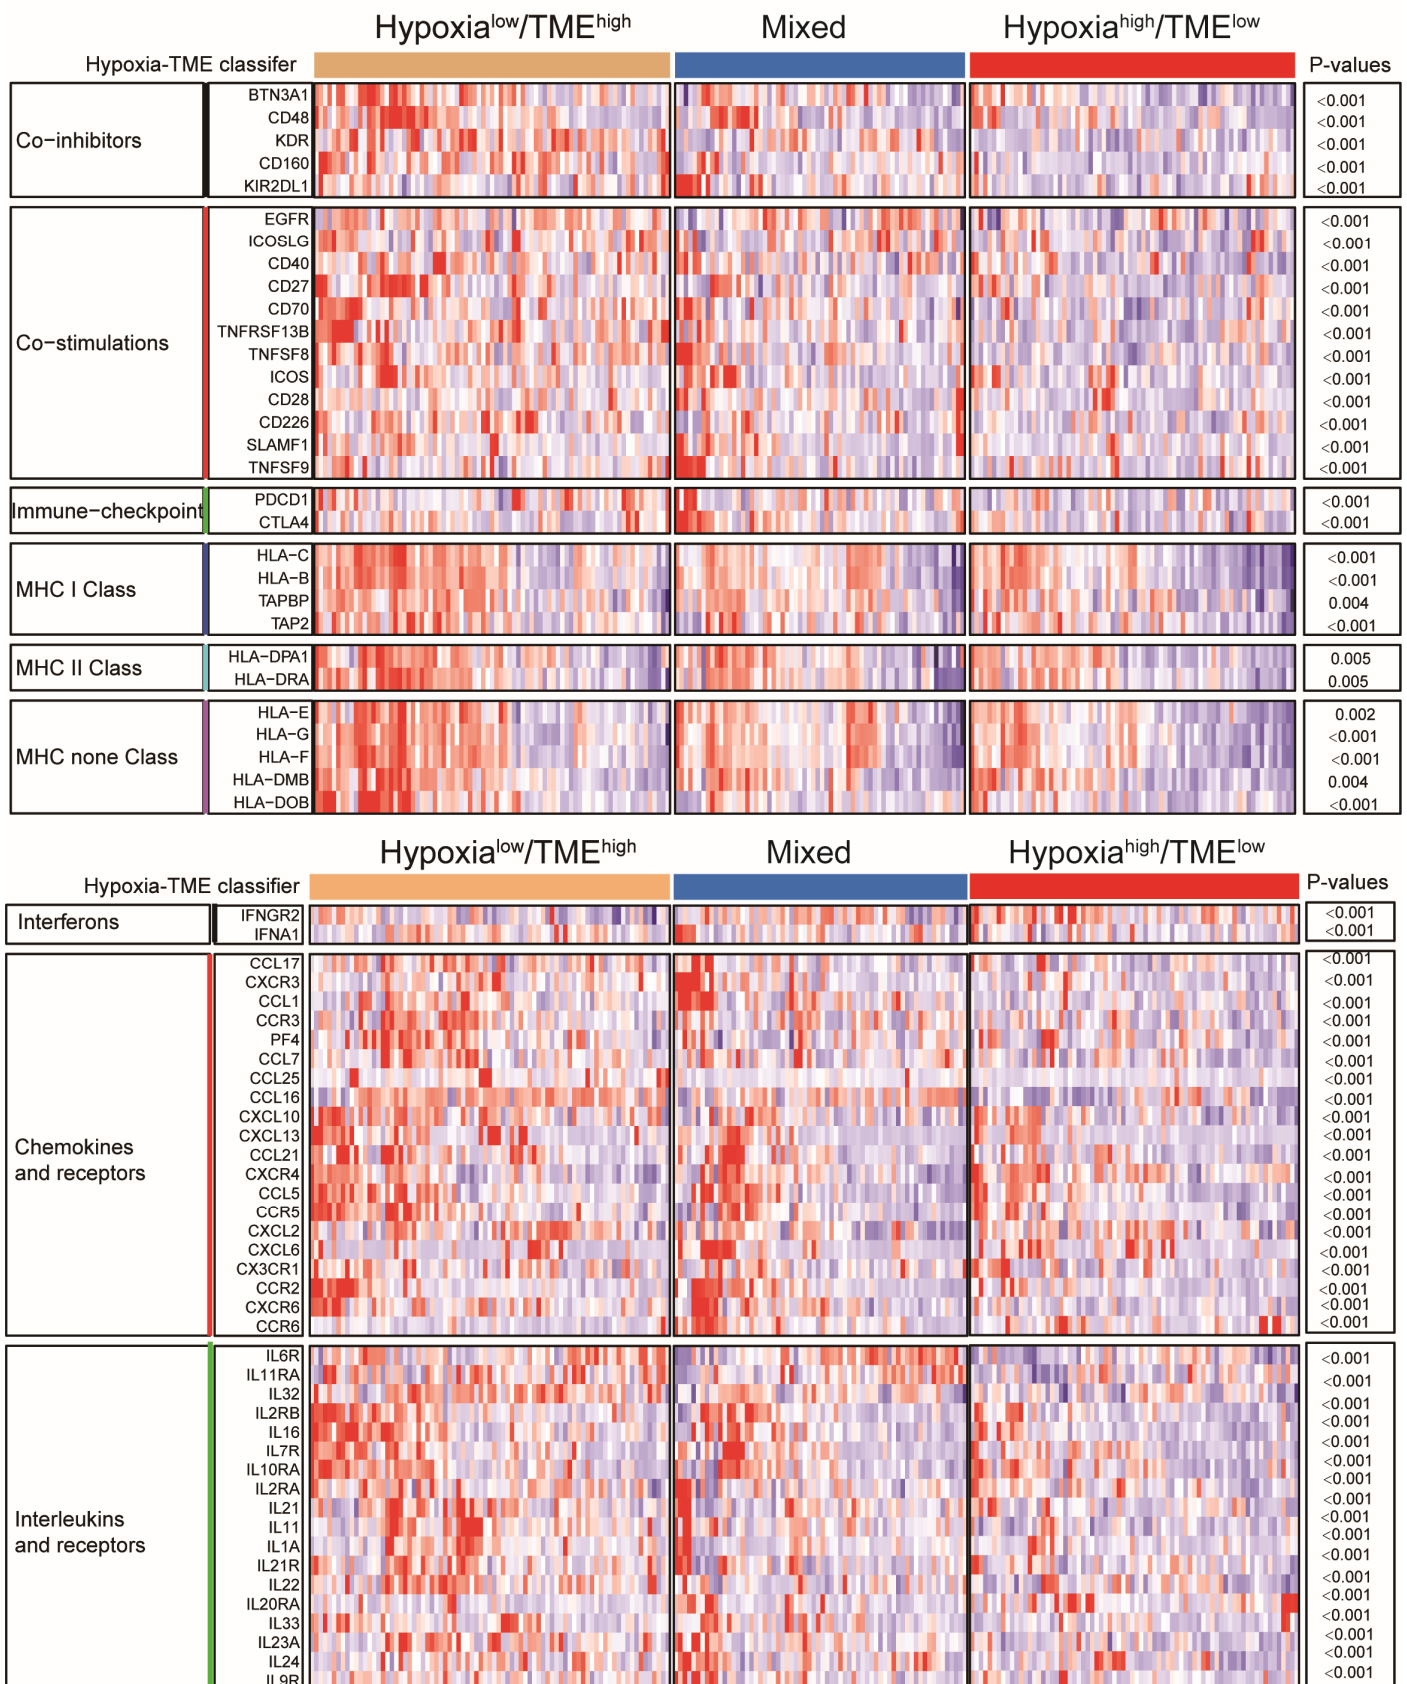 Hypoxialow/TMEhigh Mixed Hypoxiahigh/TMElow
Hypoxia-TME classifer P-values
Co−inhibitors
BTN3A1 <0.001
CD48 <0.001
KDR <0.001
CD160 <0.001
KIR2DL1 <0.001
Co−stimulations
EGFR <0.001
ICOSLG <0.001
CD40 <0.001
CD27 <0.001
CD70 <0.001
TNFRSF13B <0.001
TNFSF8 <0.001
ICOS <0.001
CD28 <0.001
CD226 <0.001
SLAMF1 <0.001
TNFSF9 <0.001
Immune−checkpoint
PDCD1 <0.001
CTLA4 <0.001
MHC I Class
HLA−C <0.001
HLA−B <0.001
TAPBP 0.004
TAP2 <0.001
MHC II Class
HLA−DPA1 0.005
HLA−DRA 0.005
MHC none Class
HLA−E 0.002
HLA−G <0.001
HLA−F <0.001
HLA−DMB 0.004
HLA−DOB <0.001
Hypoxialow/TMEhigh Mixed Hypoxiahigh/TMElow
Hypoxia-TME classifier P-values
Interferons
IFNGR2 <0.001
IFNA1 <0.001
Chemokines
and receptors
CCL17 <0.001
CXCR3 <0.001
CCL1 <0.001
CCR3 <0.001
PF4 <0.001
CCL7 <0.001
CCL25 <0.001
CCL16 <0.001
CXCL10 <0.001
CXCL13 <0.001
CCL21 <0.001
CXCR4 <0.001
CCL5 <0.001
CCR5 <0.001
CXCL2 <0.001
CXCL6 <0.001
CX3CR1 <0.001
CCR2 <0.001
CXCR6 <0.001
CCR6 <0.001
Interleukins
and receptors
IL6R <0.001
IL11RA <0.001
IL32 <0.001
IL2RB <0.001
IL16 <0.001
IL7R <0.001
IL10RA <0.001
IL2RA <0.001
IL21 <0.001
IL11 <0.001
IL1A <0.001
IL21R <0.001
IL22 <0.001
IL20RA <0.001
IL33 <0.001
IL23A <0.001
IL24 <0.001
IL9R